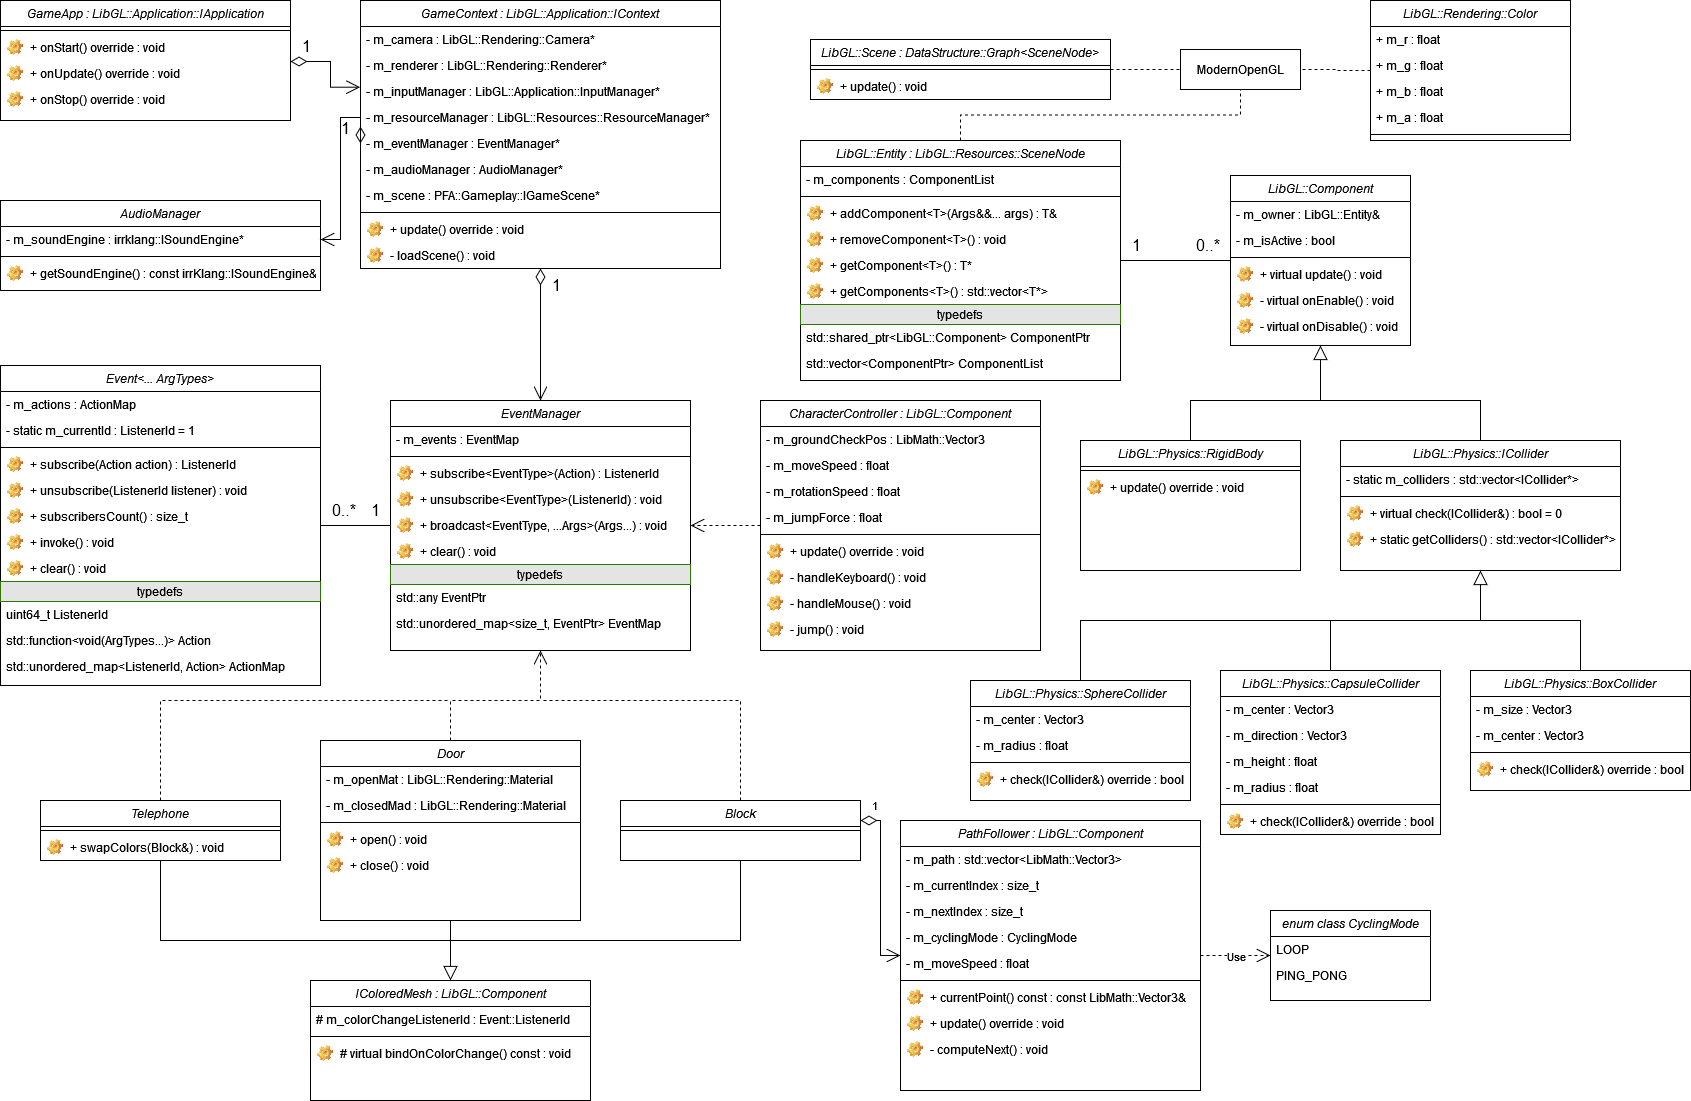 GameApp : LibGL::Application::IApplication
+ onStart() override : void
+ onUpdate() override : void
+ onStop() override : void
1
GameContext : LibGL::Application::IContext
- m_camera : LibGL::Rendering::Camera*
- m_renderer : LibGL::Rendering::Renderer*
- m_inputManager : LibGL::Application::InputManager*
- m_resourceManager : LibGL::Resources::ResourceManager*
- m_eventManager : EventManager*
- m_audioManager : AudioManager*
- m_scene : PFA::Gameplay::IGameScene*
+ update() override : void
- loadScene() : void
1
1
AudioManager
- m_soundEngine : irrklang::ISoundEngine*
+ getSoundEngine() : const irrKlang::ISoundEngine&
LibGL::Scene : DataStructure::Graph<SceneNode>
+ update() : void
ModernOpenGL
LibGL::Rendering::Color
+ m_r : float
+ m_g : float
+ m_b : float
+ m_a : float
LibGL::Entity : LibGL::Resources::SceneNode
- m_components : ComponentList
+ addComponent<T>(Args&&... args) : T&
+ removeComponent<T>() : void
+ getComponent<T>() : T*
+ getComponents<T>() : std::vector<T*>
typedefs
std::shared_ptr<LibGL::Component> ComponentPtr
std::vector<ComponentPtr> ComponentList
1
0..*
LibGL::Component
- m_owner : LibGL::Entity&
- m_isActive : bool
+ virtual update() : void
- virtual onEnable() : void
- virtual onDisable() : void
Event<... ArgTypes>
- m_actions : ActionMap
- static m_currentId : ListenerId = 1
+ subscribe(Action action) : ListenerId
+ unsubscribe(ListenerId listener) : void
+ subscribersCount() : size_t
+ invoke() : void
+ clear() : void
typedefs
uint64_t ListenerId
std::function<void(ArgTypes...)> Action
std::unordered_map<ListenerId, Action> ActionMap
0..*
1
EventManager
- m_events : EventMap
+ subscribe<EventType>(Action) : ListenerId
+ unsubscribe<EventType>(ListenerId) : void
+ broadcast<EventType, ...Args>(Args...) : void
+ clear() : void
typedefs
std::any EventPtr
std::unordered_map<size_t, EventPtr> EventMap
CharacterController : LibGL::Component
- m_groundCheckPos : LibMath::Vector3
- m_moveSpeed : float
- m_rotationSpeed : float
- m_jumpForce : float
+ update() override : void
- handleKeyboard() : void
- handleMouse() : void
- jump() : void
LibGL::Physics::RigidBody
+ update() override : void
LibGL::Physics::ICollider
- static m_colliders : std::vector<ICollider*>
+ virtual check(ICollider&) : bool = 0
+ static getColliders() : std::vector<ICollider*>
LibGL::Physics::SphereCollider
- m_center : Vector3
- m_radius : float
+ check(ICollider&) override : bool
LibGL::Physics::CapsuleCollider
- m_center : Vector3
- m_direction : Vector3
- m_height : float
- m_radius : float
+ check(ICollider&) override : bool
LibGL::Physics::BoxCollider
- m_size : Vector3
- m_center : Vector3
+ check(ICollider&) override : bool
Telephone
+ swapColors(Block&) : void
Door
- m_openMat : LibGL::Rendering::Material
- m_closedMad : LibGL::Rendering::Material
+ open() : void
+ close() : void
Block
1
PathFollower : LibGL::Component
- m_path : std::vector<LibMath::Vector3>
- m_currentIndex : size_t
- m_nextIndex : size_t
- m_cyclingMode : CyclingMode
- m_moveSpeed : float
+ currentPoint() const : const LibMath::Vector3&
+ update() override : void
- computeNext() : void
Use
enum class CyclingMode
LOOP
PING_PONG
IColoredMesh : LibGL::Component
# m_colorChangeListenerId : Event::ListenerId
# virtual bindOnColorChange() const : void